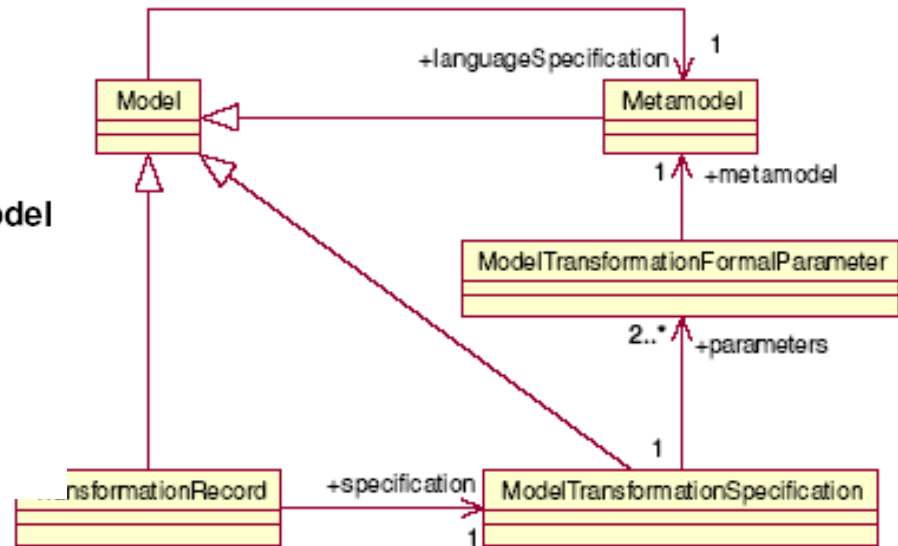 1
+languageSpecification
Model
Metamodel
1
+metamodel
odel
ModelTransformationFormalParameter
2..*
+parameters
1
nsformationRecord
+specification
ModelTransformationSpecification
1